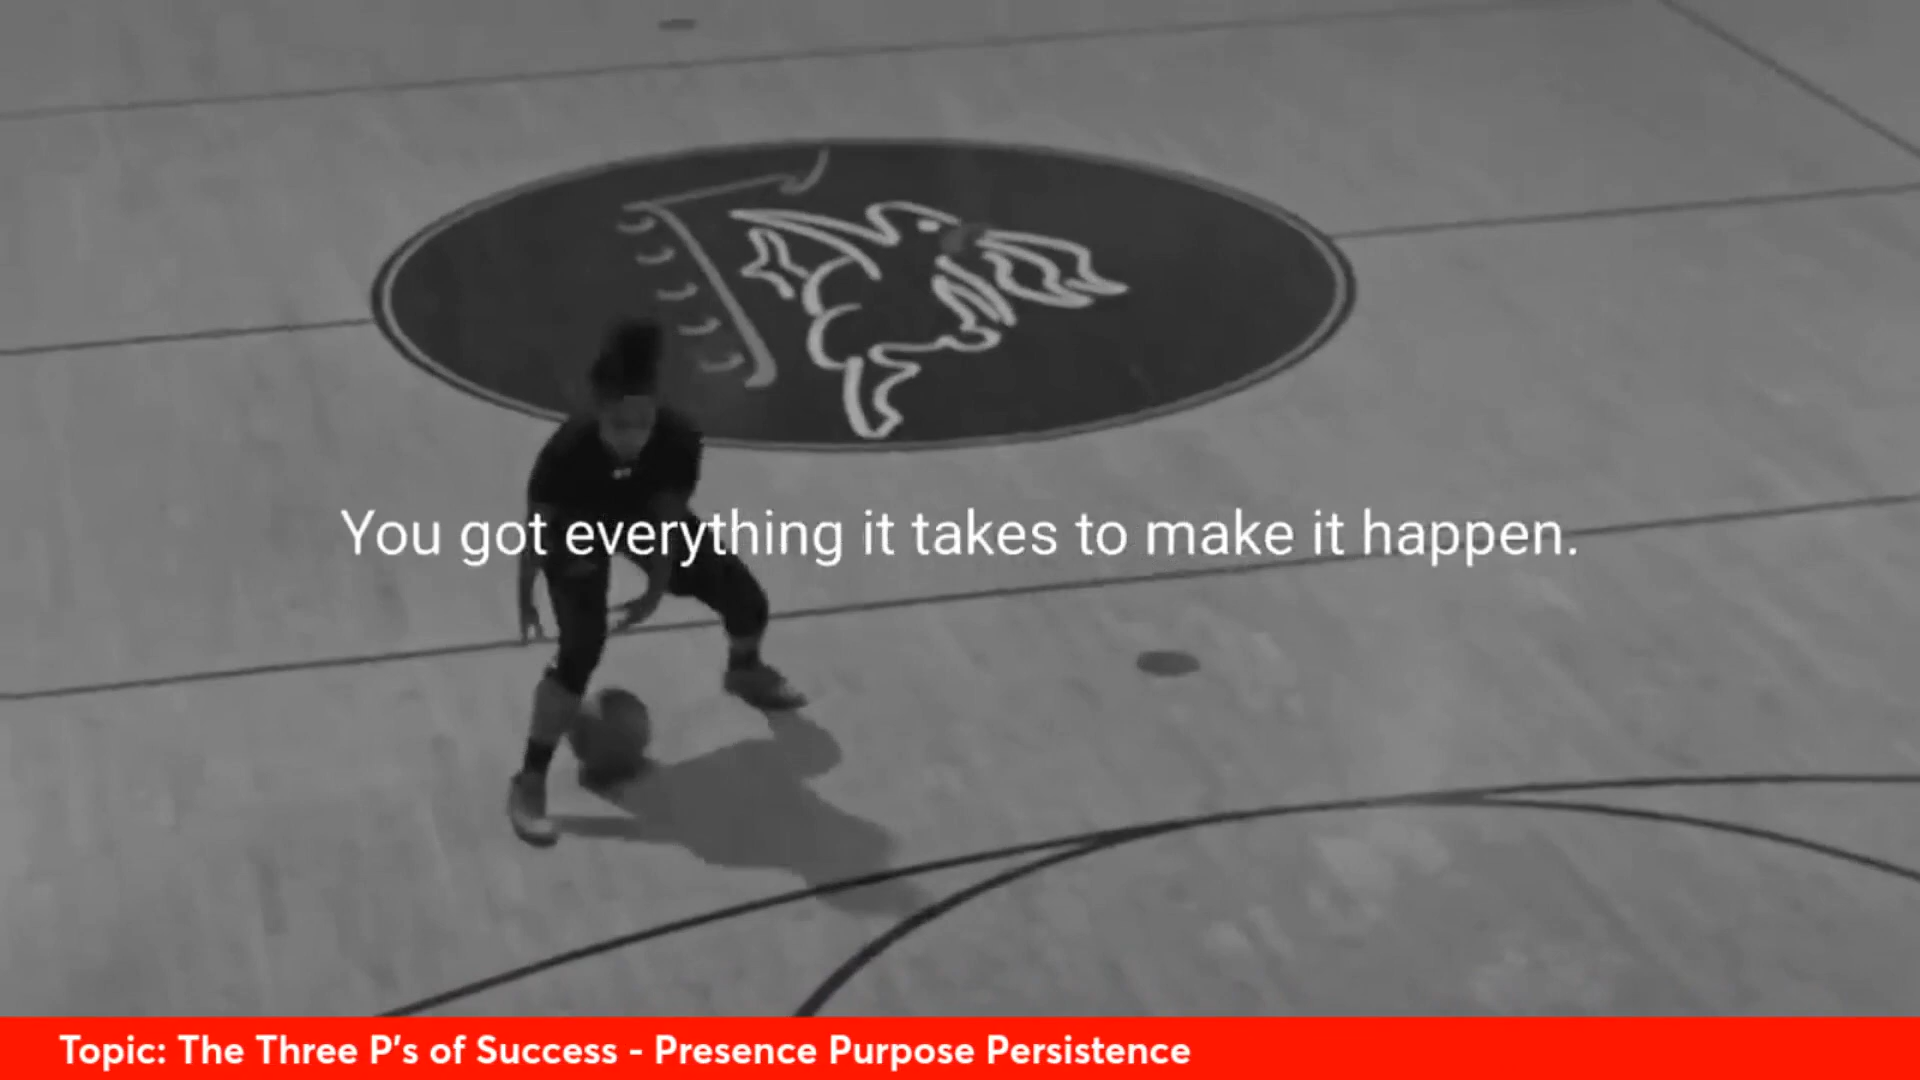 You got everything it takes to make it happen.
Topic: The Three P's of Success - Presence Purpose Persistence